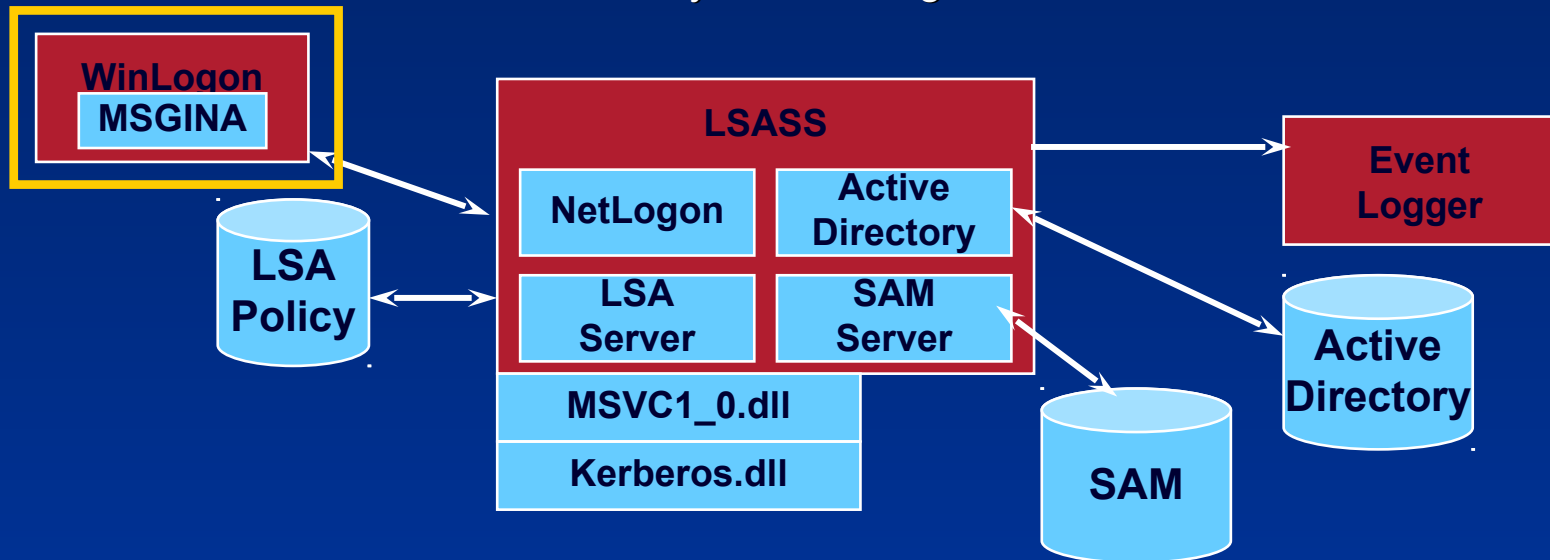 WinLogon
MSGINA
LSASS
NetLogon
Active
Directory
LSA
Server
SAM
Server
MSVC1_0.dll
Kerberos.dll
LSA
Policy
Event
Logger
Active
Directory
SAM